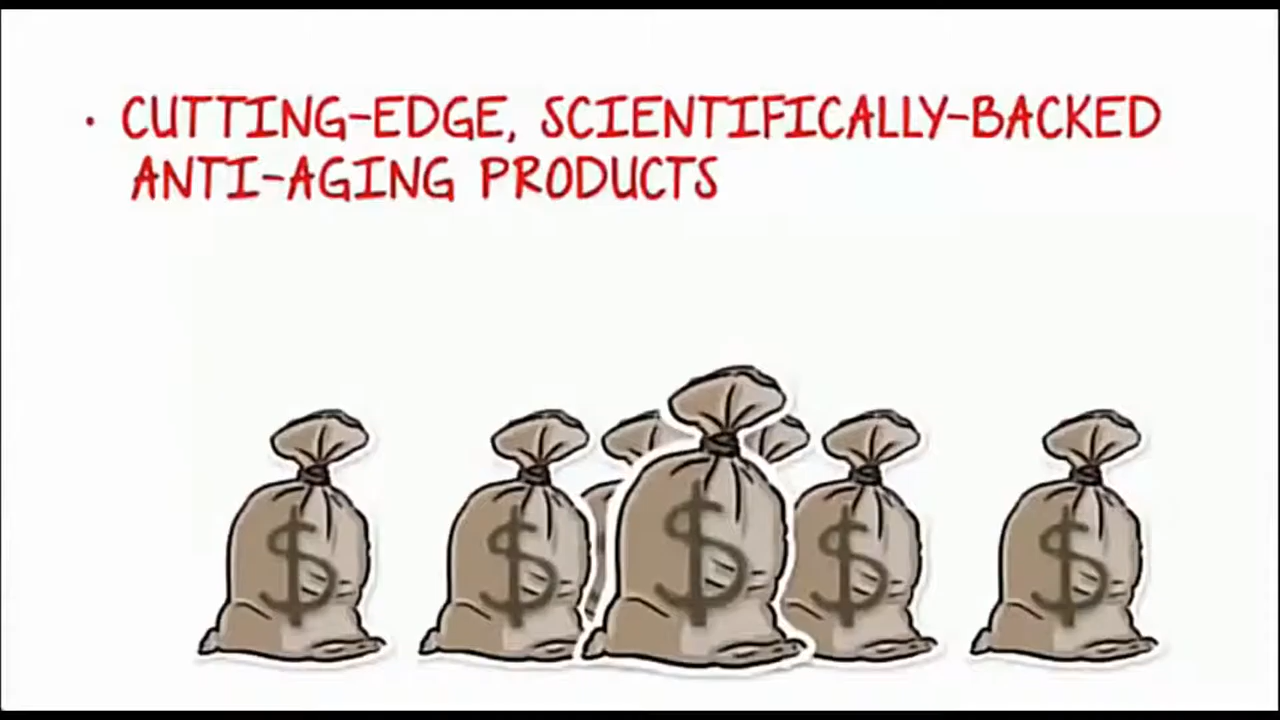 · CUTTING-EDGE, SCIENTIFICALLY-BACKED
ANTI-AGING PRODUCTS
$ $ $ $ $